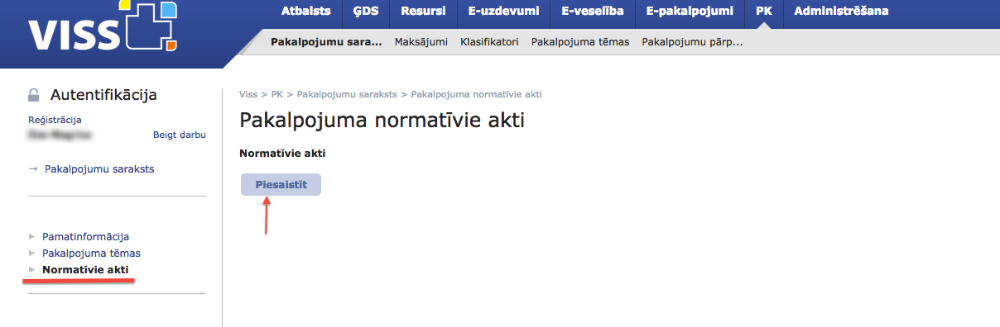 VISS
Atbalsts ĢDS Resursi E-uzdevumi E-veselība E-pakalpojumi PK Administrēšana
Pakalpojumu sara... Maksājumi Klasifikatori Pakalpojuma tēmas Pakalpojumu pārp...
Autentifikācija
Reģistrācija
Beigt darbu
→ Pakalpojumu saraksts
Pamatinformācija
Pakalpojuma tēmas
Normatīvie akti
Viss > PK > Pakalpojumu saraksts > Pakalpojuma normatīvie akti
Pakalpojuma normatīvie akti
Normatīvie akti
Piesaistīt